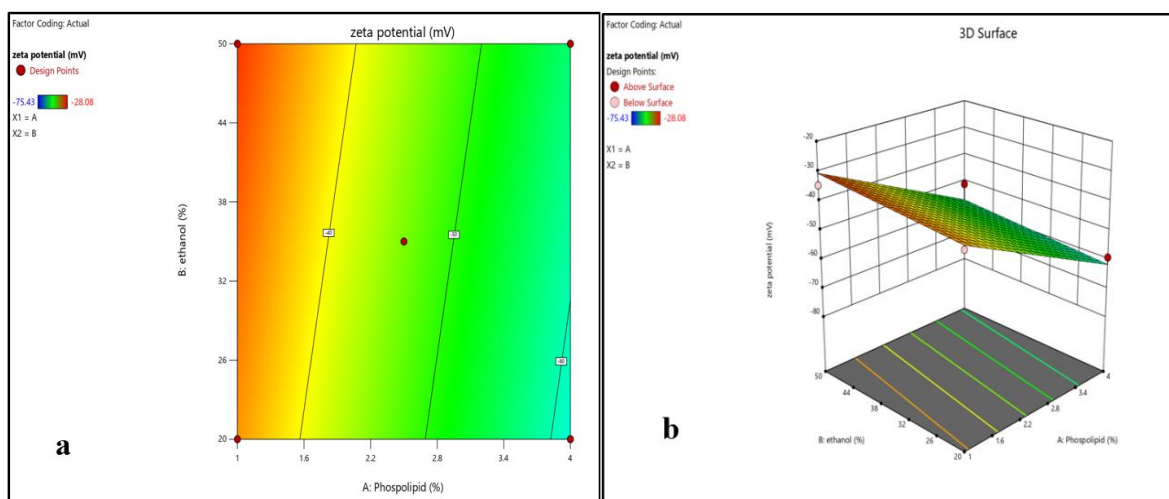 Factor Coding: Actual
zeta potential (mV)
Design Points
-75.43 -28.08
X1 = A
X2 = B
zeta potential (mV)
B: ethanol (%)
50
44
38
32
26
20
-40
-50
-60
1 1.6 2.2 2.8 3.4 4
A: Phospolipid (%)
a
Factor Coding: Actual
3D Surface
zeta potential (mV)
Design Points:
Above Surface
Below Surface
-75.43 -28.08
X1 = A
X2 = B
zeta potential (mV)
-20
-30
-40
-50
-60
-70
-80
50
44
38
32
26
20
B: ethanol (%)
4
3.4
2.8
2.2
1.6
1
A: Phospolipid (%)
b